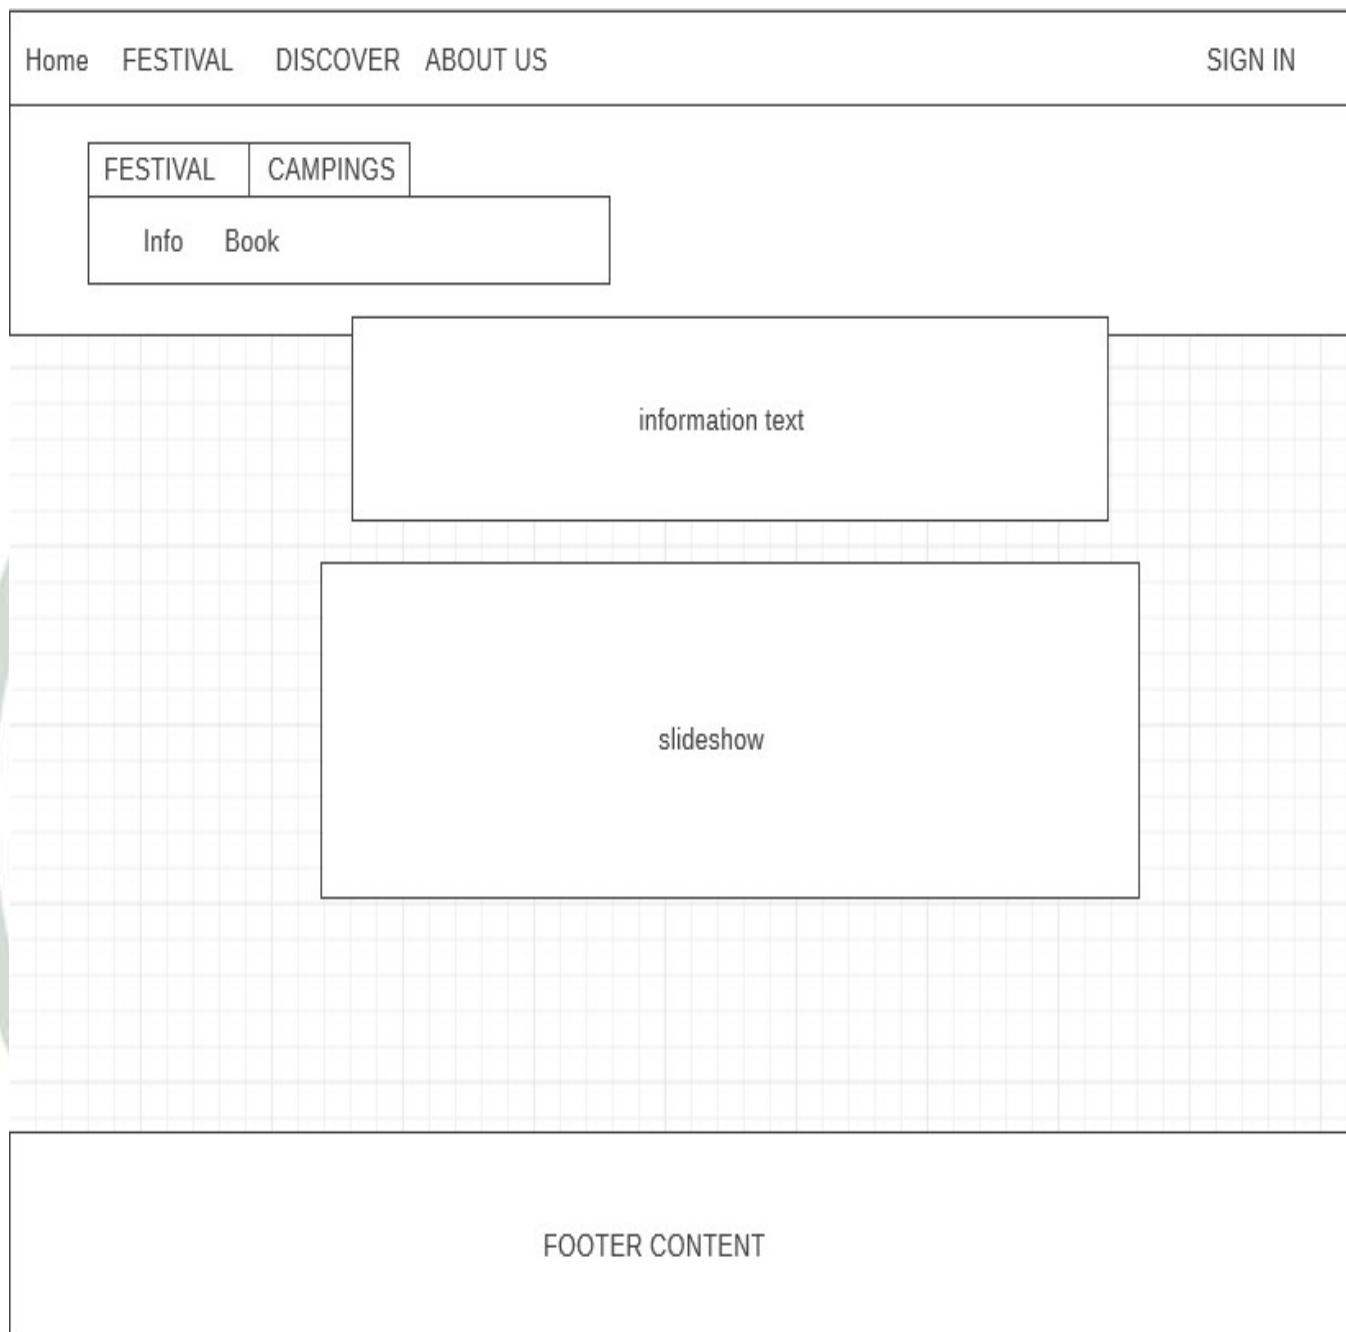 Home FESTIVAL DISCOVER ABOUT US SIGN IN
FESTIVAL CAMPINGS
Info Book
information text
slideshow
FOOTER CONTENT